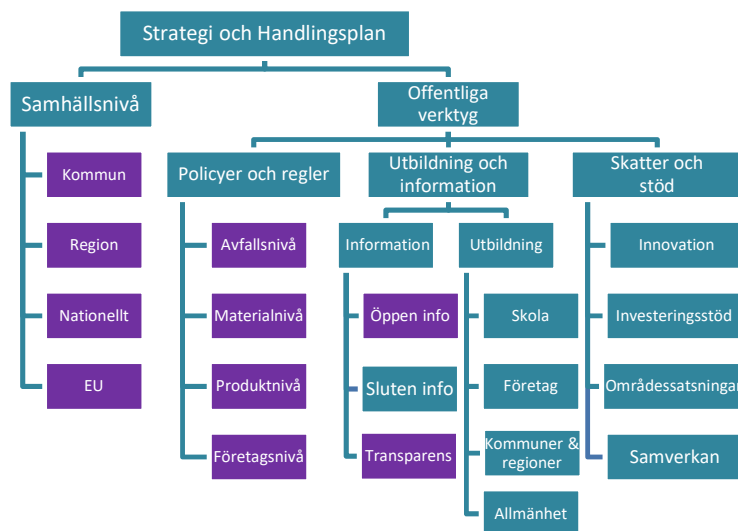 Strategi och Handlingsplan
Samhällsnivå
Offentliga
verktyg
Kommun
Region
Nationellt
EU
Policyer och regler
Utbildning och
information
Skatter och
stöd
Avfallsnivå
Materialnivå
Produktnivå
Företagsnivå
Information
Utbildning
Öppen info
Sluten info
Transparens
Skola
Företag
Kommuner &
regioner
Allmänhet
Innovation
Investeringsstöd
Områdessatsningar
Samverkan